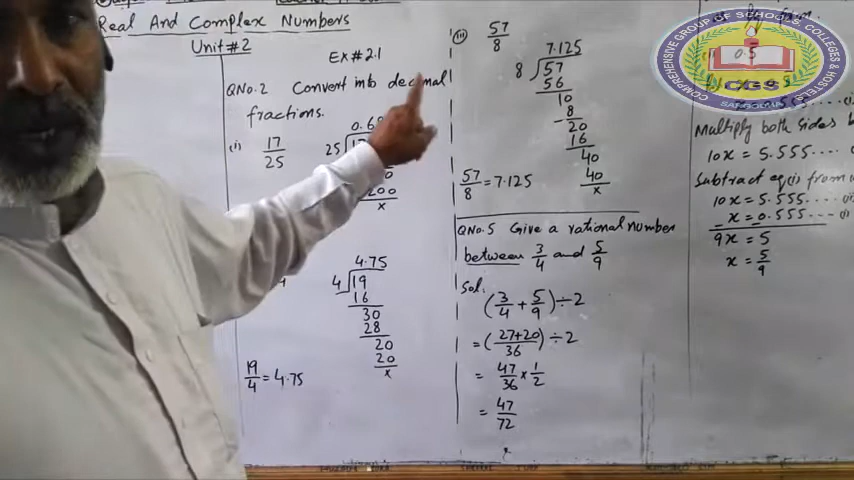 Real And Complex Numbers
Unit #2
Ex # 2.1
QNo.2 Convert into decimal
fractions.
(i) 17/25
25
200
x
4.75
4 19
16
30
28
20
20
x
19/4 = 4.75
(iii) 57/8
7.125
8 57
56
10
- 8
20
16
40
40
x
57/8 = 7.125
QNo.5 Give a rational number
between 3/4 and 5/9
Sol.
(3/4 + 5/9) ÷ 2
= (27+20/36) ÷ 2
= 47/36 × 1/2
= 47/72
COMPREHENSIVE GROUP OF SCHOOLS, COLLEGES & HOSTELS
CGSS
SARGODHA
Multiply both sides b
10x = 5.555....
Subtract eq(i) from
10x = 5.555....
x = 0.555.... (i)
9x = 5
x = 5/9